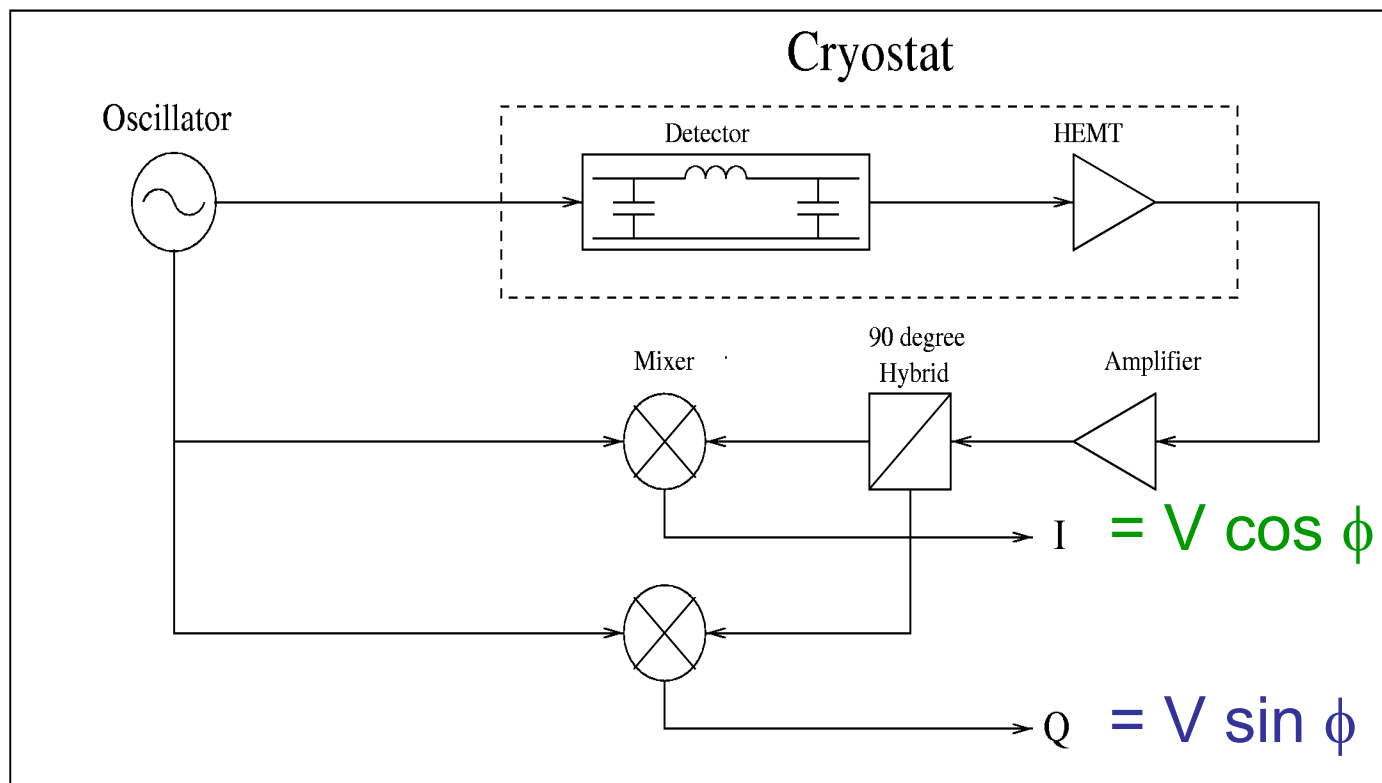 Cryostat
Oscillator
Detector
HEMT
90 degree
Hybrid
Mixer
Amplifier
I = V cos ϕ
Q = V sin ϕ